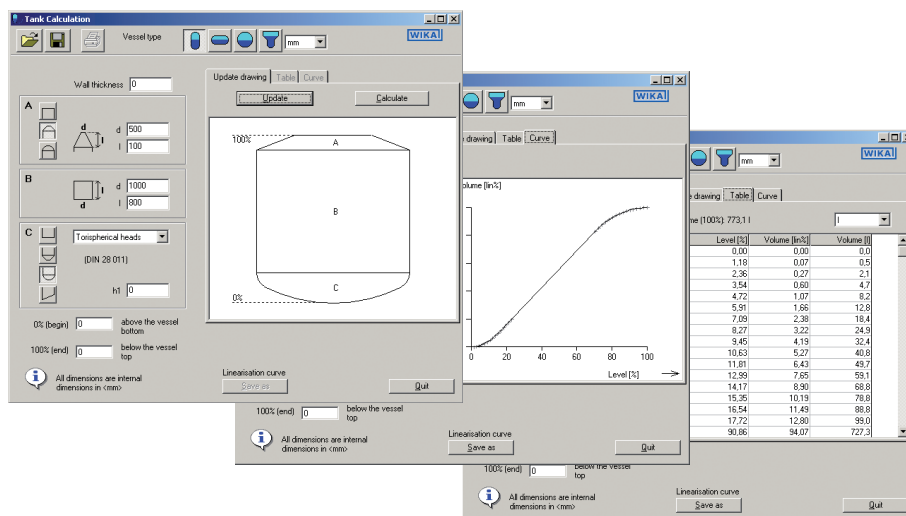 Tank Calculation
Vessel type
mm
WIKA
Wall thickness 0
Update drawing Table Curve
Update Calculate
A
d
l
d 500
l 100
B
l
d
d 1000
l 800
C
Torispherical heads
(DIN 28 011)
h1 0
100%
A
B
C
0%
0% (begin) 0 above the vessel
bottom
100% (end) 0 below the vessel
top
All dimensions are internal
dimensions in <mm>
Linearisation curve
Save as
Quit
mm
WIKA
drawing Table Curve
olume [lin%]
0 20 40 60 80 100
Level [%]
100% (end) 0 below the vessel
top
All dimensions are internal
dimensions in <mm>
Linearisation curve
Save as
Quit
mm
WIKA
drawing Table Curve
me (100%): 773,1 l
l
Level [%] Volume [lin%] Volume [l]
0,00 0,00 0,0
1,18 0,07 0,5
2,36 0,27 2,1
3,54 0,60 4,7
4,72 1,07 8,2
5,91 1,66 12,8
7,09 2,38 18,4
8,27 3,22 24,9
9,45 4,19 32,4
10,63 5,27 40,8
11,81 6,43 49,7
12,99 7,65 59,1
14,17 8,90 68,8
15,35 10,19 78,8
16,54 11,49 88,8
17,72 12,80 99,0
90,86 94,07 727,3
100% (end) 0 below the vessel
top
All dimensions are internal
dimensions in <mm>
Linearisation curve
Save as
Quit